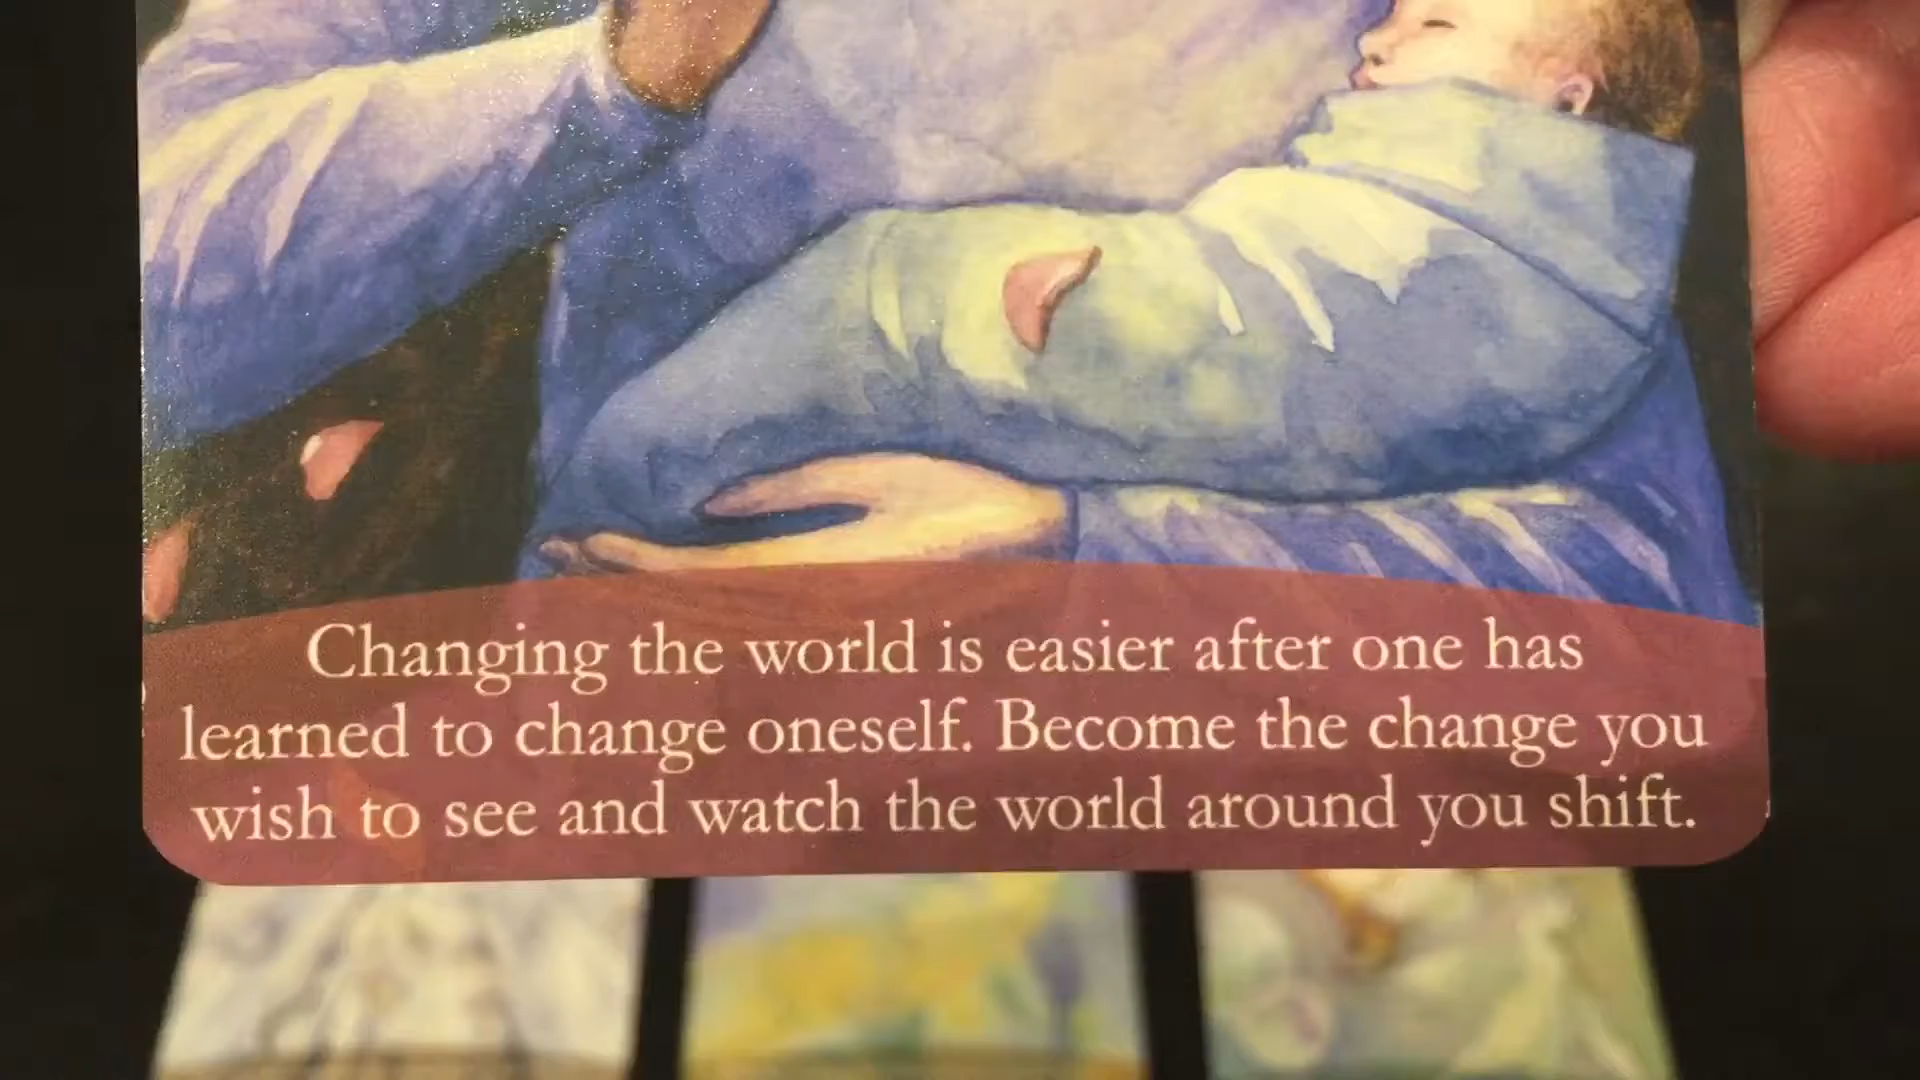 Changing the world is easier after one has
learned to change oneself. Become the change you
wish to see and watch the world around you shift.